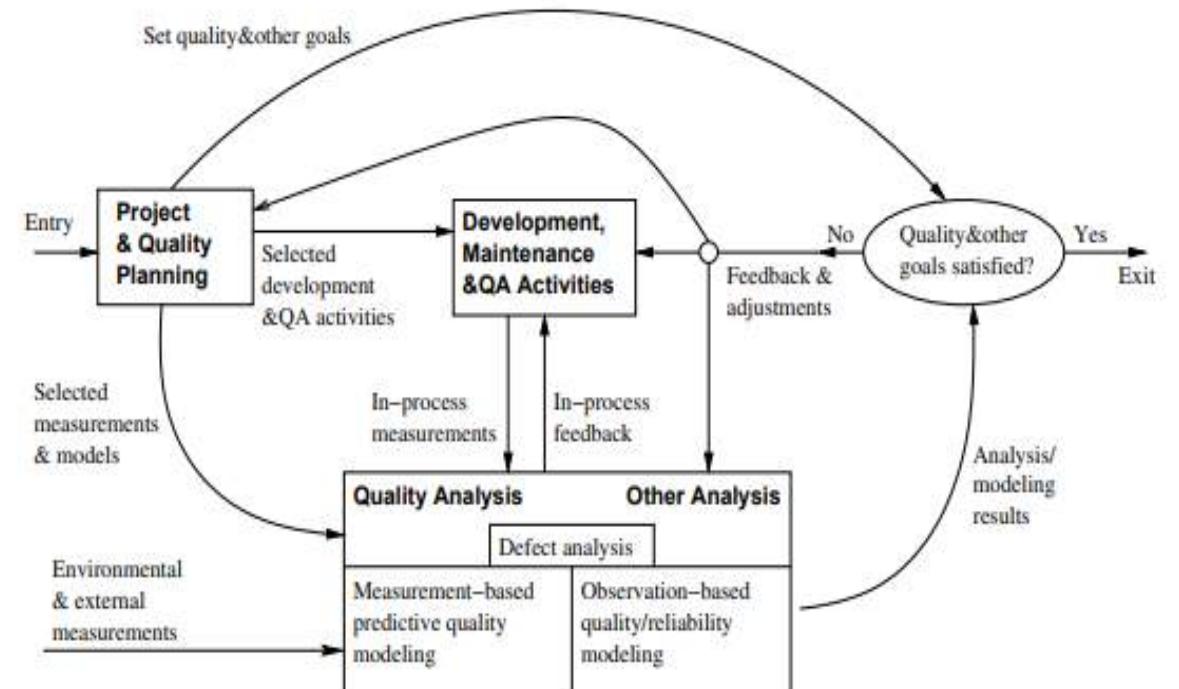 Set quality&other goals
Entry
Project
& Quality
Planning
Selected
development
&QA activities
Development,
Maintenance
&QA Activities
No
Feedback &
adjustments
Quality&other
goals satisfied?
Yes
Exit
Selected
measurements
& models
In−process
measurements
In−process
feedback
Analysis/
modeling
results
Quality Analysis
Other Analysis
Defect analysis
Environmental
& external
measurements
Measurement−based
predictive quality
modeling
Observation−based
quality/reliability
modeling